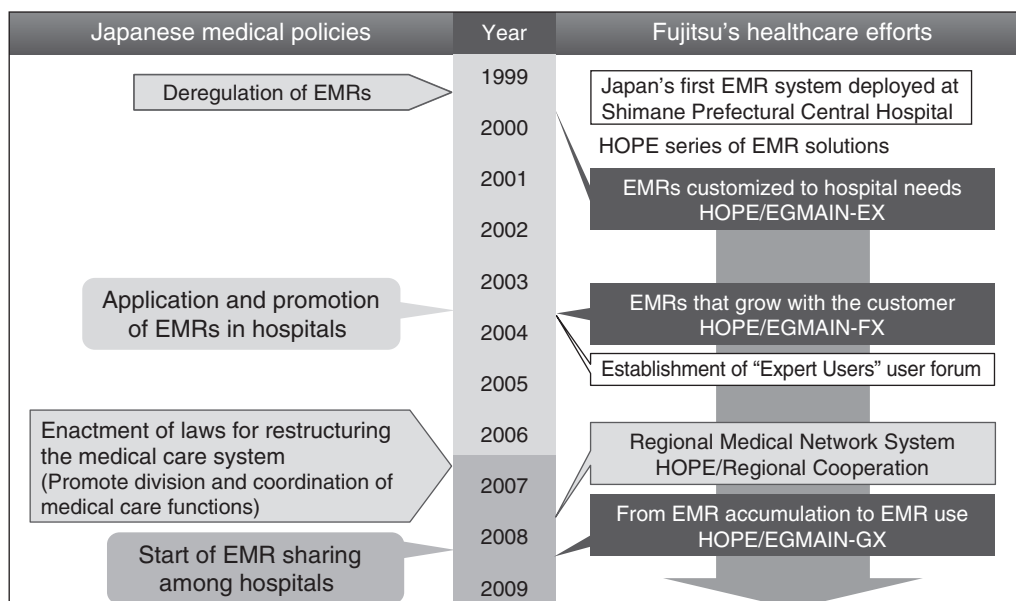 Japanese medical policies
Year
Fujitsu’s healthcare efforts
Deregulation of EMRs
1999
2000
2001
2002
2003
2004
2005
2006
2007
2008
2009
Japan’s first EMR system deployed at
Shimane Prefectural Central Hospital
HOPE series of EMR solutions
EMRs customized to hospital needs
HOPE/EGMAIN-EX
Application and promotion
of EMRs in hospitals
EMRs that grow with the customer
HOPE/EGMAIN-FX
Establishment of “Expert Users” user forum
Enactment of laws for restructuring
the medical care system
(Promote division and coordination of
medical care functions)
Regional Medical Network System
HOPE/Regional Cooperation
Start of EMR sharing
among hospitals
From EMR accumulation to EMR use
HOPE/EGMAIN-GX